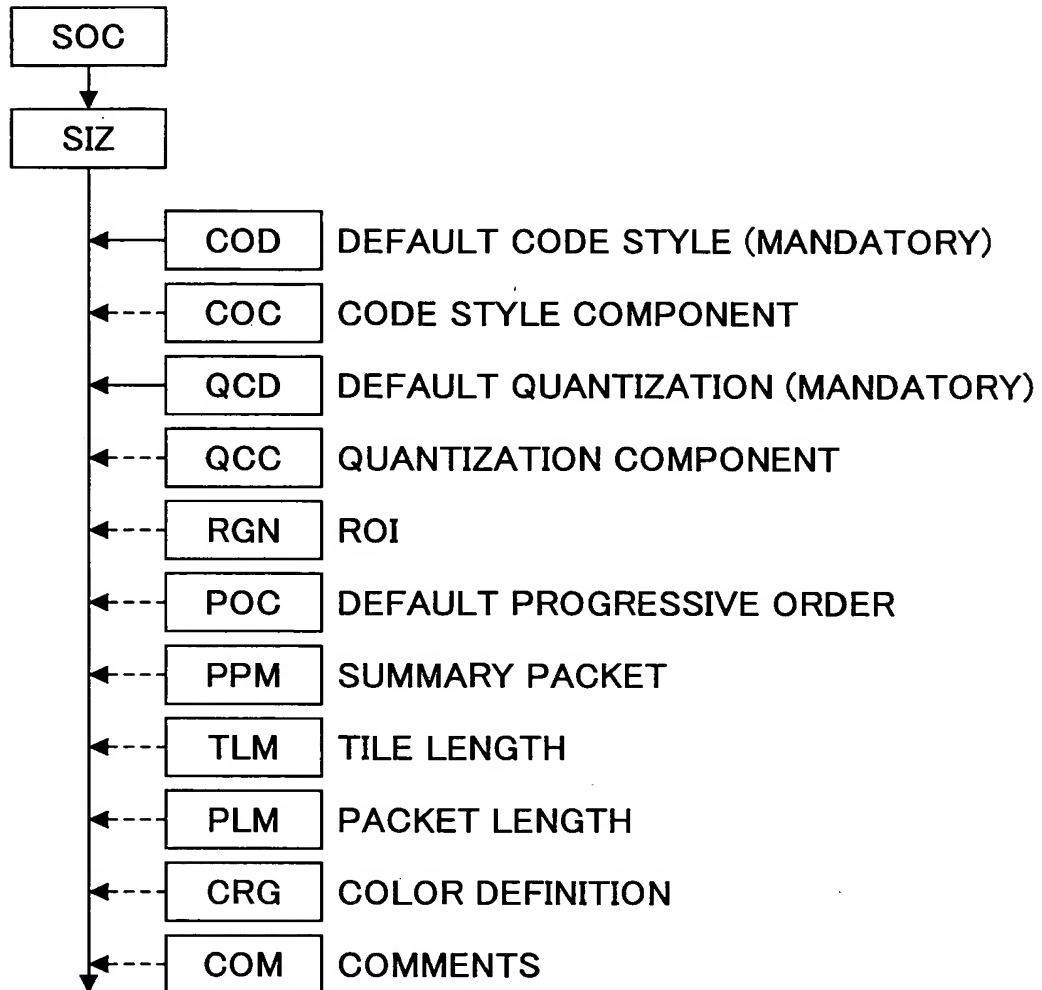 SOC
SIZ
COD DEFAULT CODE STYLE (MANDATORY)
COC CODE STYLE COMPONENT
QCD DEFAULT QUANTIZATION (MANDATORY)
QCC QUANTIZATION COMPONENT
RGN ROI
POC DEFAULT PROGRESSIVE ORDER
PPM SUMMARY PACKET
TLM TILE LENGTH
PLM PACKET LENGTH
CRG COLOR DEFINITION
COM COMMENTS